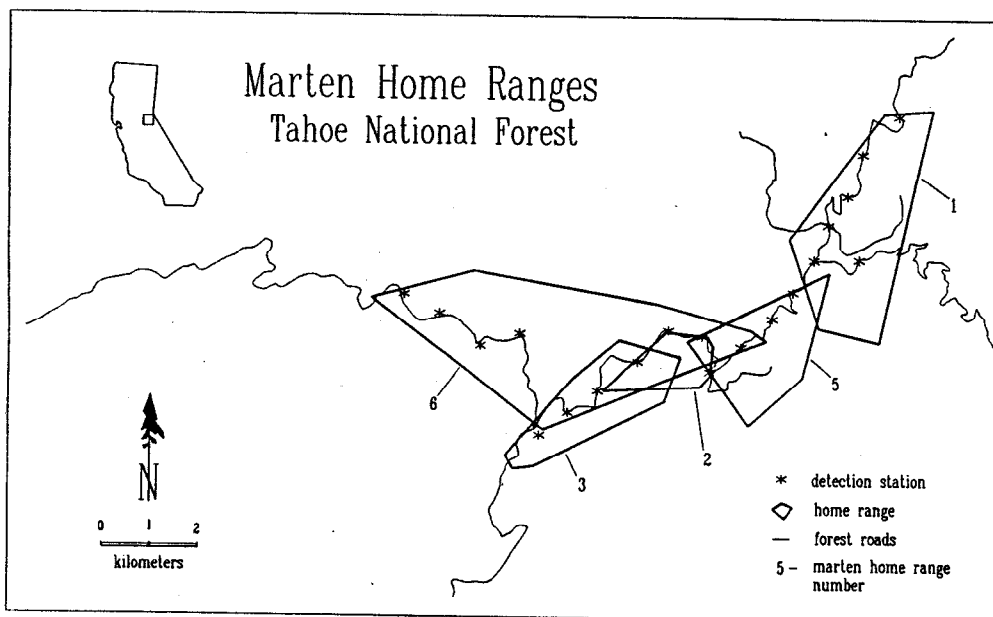 Marten Home Ranges
Tahoe National Forest
1
5
6
2
3
N
0 1 2
kilometers
* detection station
home range
— forest roads
5 – marten home range
number